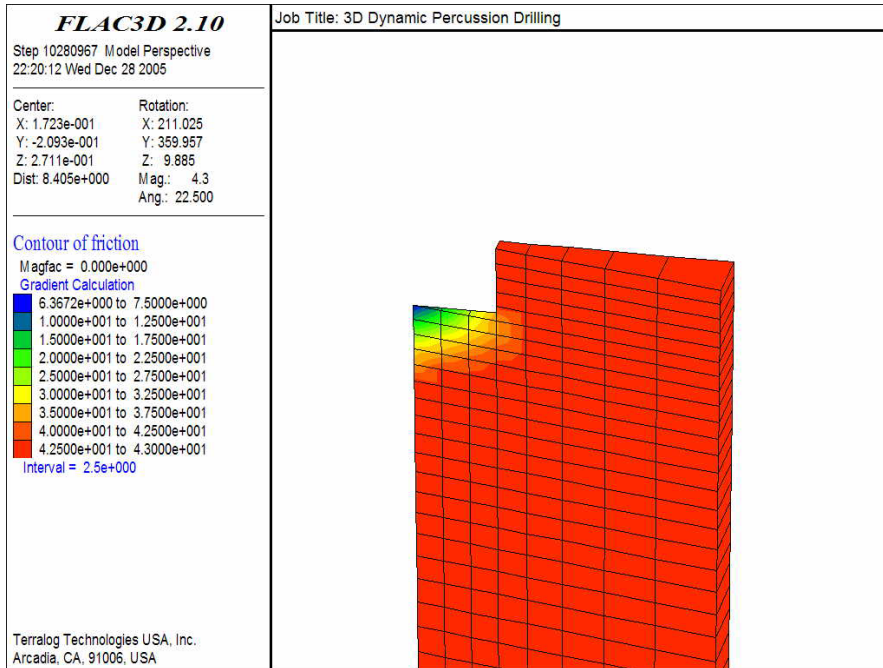 FLAC3D 2.10
Step 10280967 Model Perspective
22:20:12 Wed Dec 28 2005
Center:
X: 1.723e-001
Y: -2.093e-001
Z: 2.711e-001
Dist: 8.405e+000
Rotation:
X: 211.025
Y: 359.957
Z: 9.885
Mag.: 4.3
Ang.: 22.500
Contour of friction
Magfac = 0.000e+000
Gradient Calculation
6.3672e+000 to 7.5000e+000
1.0000e+001 to 1.2500e+001
1.5000e+001 to 1.7500e+001
2.0000e+001 to 2.2500e+001
2.5000e+001 to 2.7500e+001
3.0000e+001 to 3.2500e+001
3.5000e+001 to 3.7500e+001
4.0000e+001 to 4.2500e+001
4.2500e+001 to 4.3000e+001
Interval = 2.5e+000
Terralog Technologies USA, Inc.
Arcadia, CA, 91006, USA
Job Title: 3D Dynamic Percussion Drilling